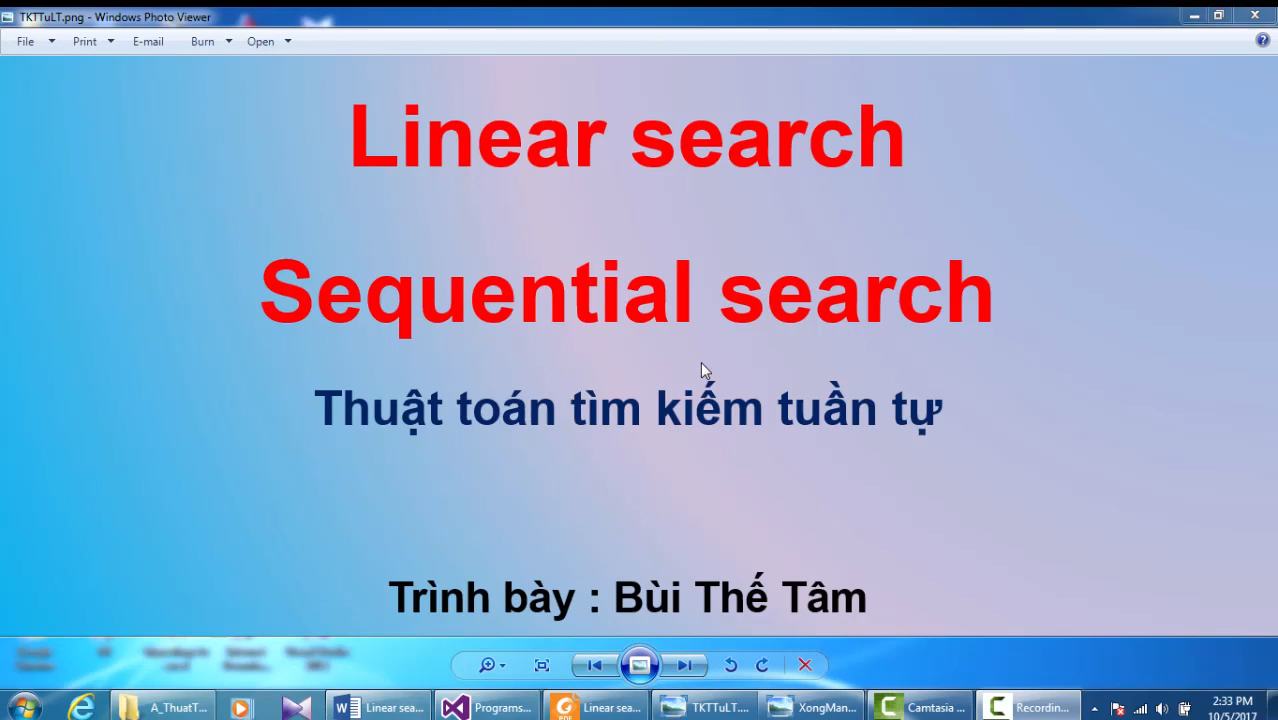 TKTTuLT.png - Windows Photo Viewer
File Print E-mail Burn Open
Linear search
Sequential search
Thuật toán tìm kiếm tuần tự
Trình bày : Bùi Thế Tâm
A_ThuatT... Linear sea... Programs... Linear sea... TKTTuLT.... XongMan... Camtasia ... Recordin...
2:33 PM
10/5/2017